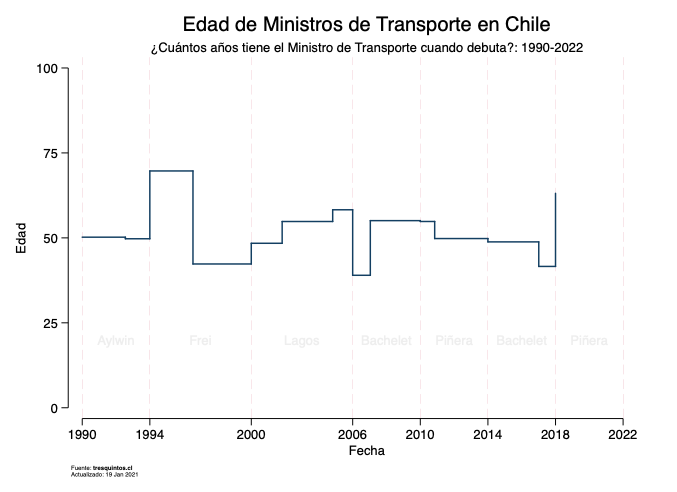 Edad de Ministros de Transporte en Chile
¿Cuántos años tiene el Ministro de Transporte cuando debuta?: 1990-2022
100
75
50
25
0
Edad
Aylwin Frei Lagos Bachelet Piñera Bachelet Piñera
1990 1994 2000 2006 2010 2014 2018 2022
Fecha
Fuente: tresquintos.cl
Actualizado: 19 Jan 2021